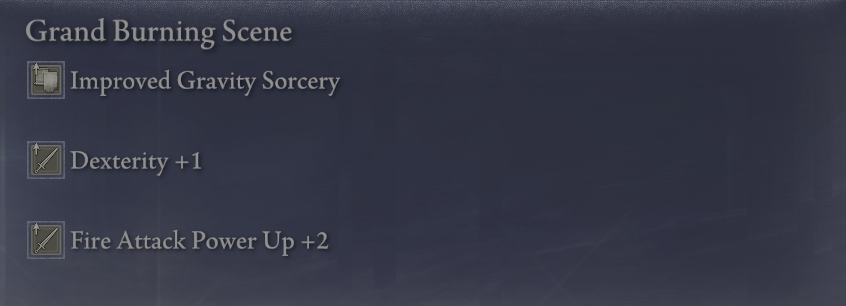 Grand Burning Scene
Improved Gravity Sorcery
Dexterity +1
Fire Attack Power Up +2